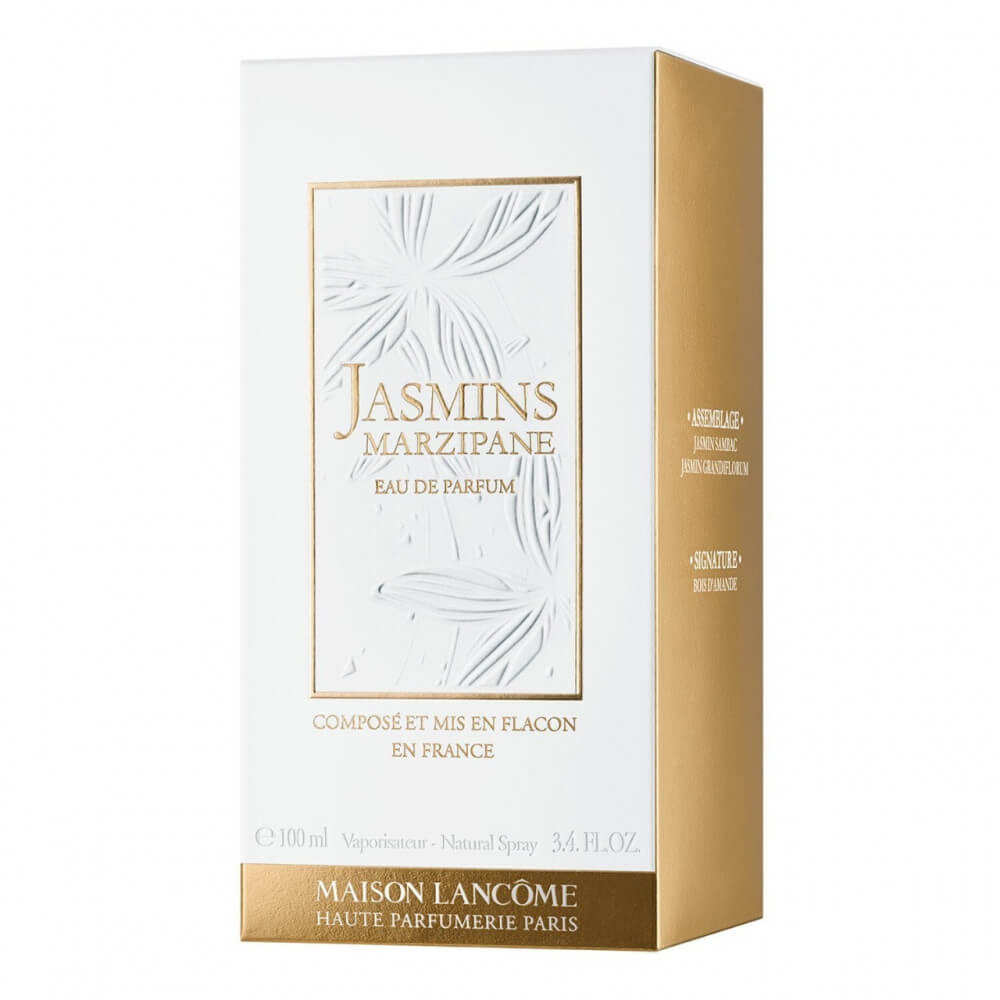 JASMINS
MARZIPANE
EAU DE PARFUM
COMPOSÉ ET MIS EN FLACON
EN FRANCE
℮ 100 ml Vaporisateur - Natural Spray 3.4. FL.OZ.
MAISON LANCÔME
HAUTE PARFUMERIE PARIS
• ASSEMBLAGE •
JASMIN SAMBAC
JASMIN GRANDIFLORUM
• SIGNATURE •
BOIS D'AMANDE